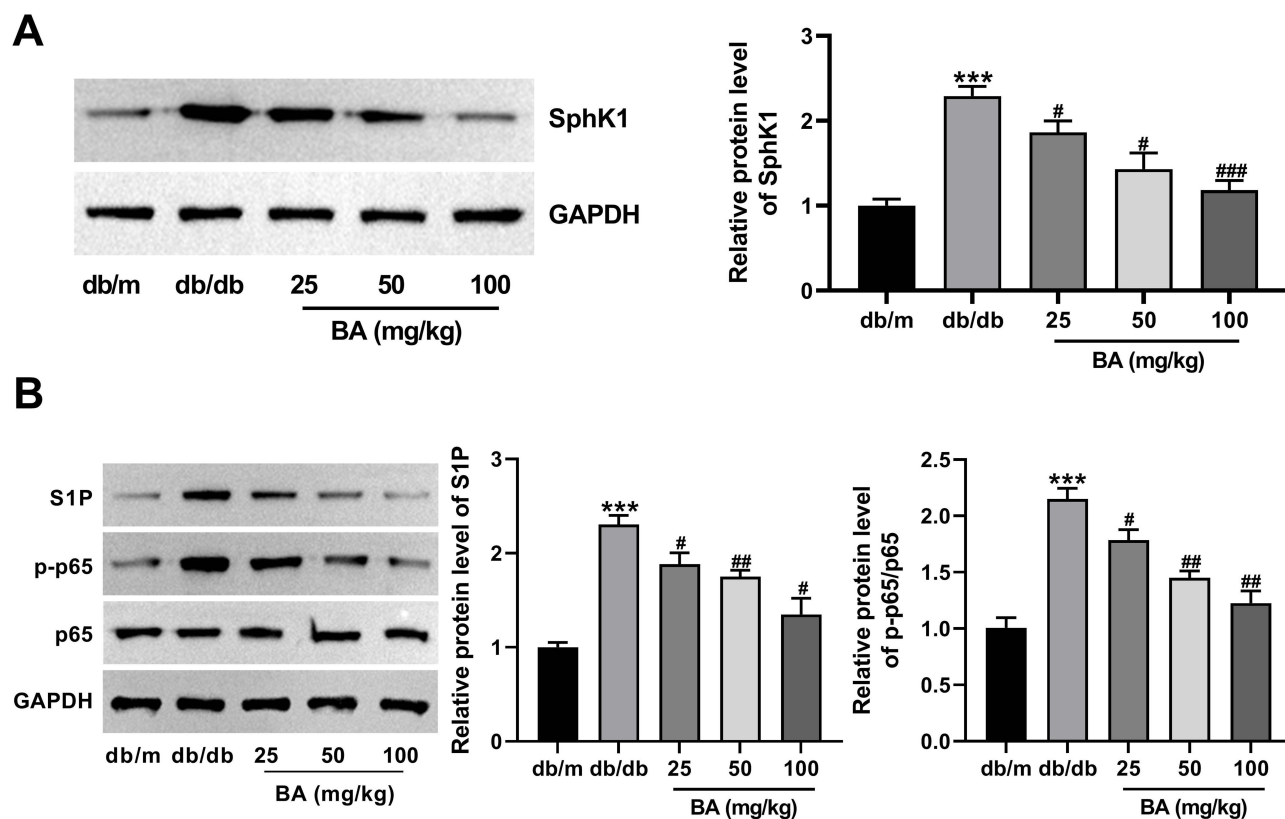 A
SphK1
GAPDH
db/m db/db 25 50 100
BA (mg/kg)
Relative protein level
of SphK1
3
2
1
0
***
#
#
###
db/m db/db 25 50 100
BA (mg/kg)
B
S1P
p-p65
p65
GAPDH
db/m db/db 25 50 100
BA (mg/kg)
Relative protein level of S1P
3
2
1
0
***
#
##
#
db/m db/db 25 50 100
BA (mg/kg)
Relative protein level
of p-p65/p65
2.5
2.0
1.5
1.0
0.5
0.0
***
#
##
##
db/m db/db 25 50 100
BA (mg/kg)